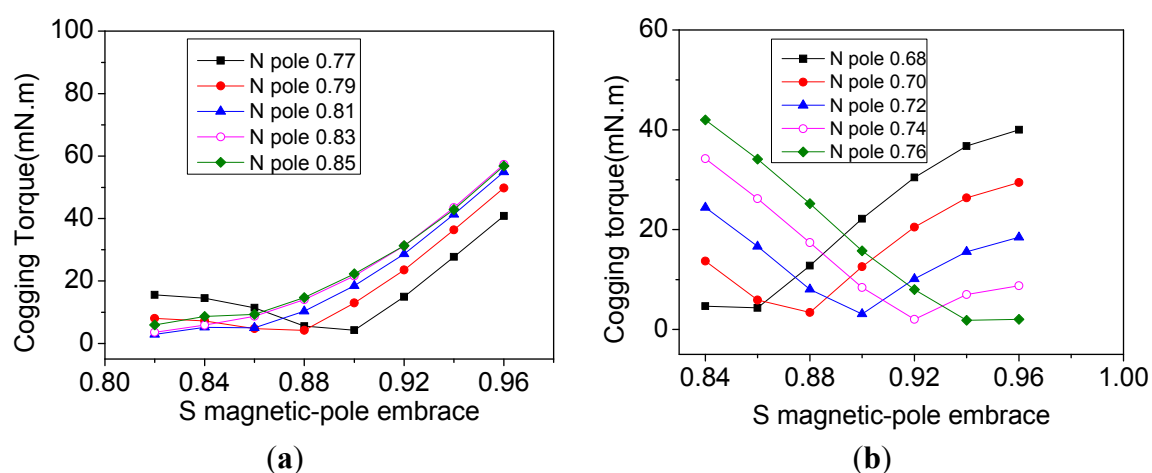 100
80
60
40
20
0
Cogging Torque(mN.m)
N pole 0.77
N pole 0.79
N pole 0.81
N pole 0.83
N pole 0.85
0.80 0.84 0.88 0.92 0.96
S magnetic-pole embrace
(a)
60
40
20
0
Cogging torque(mN.m)
N pole 0.68
N pole 0.70
N pole 0.72
N pole 0.74
N pole 0.76
0.84 0.88 0.92 0.96 1.00
S magnetic-pole embrace
(b)